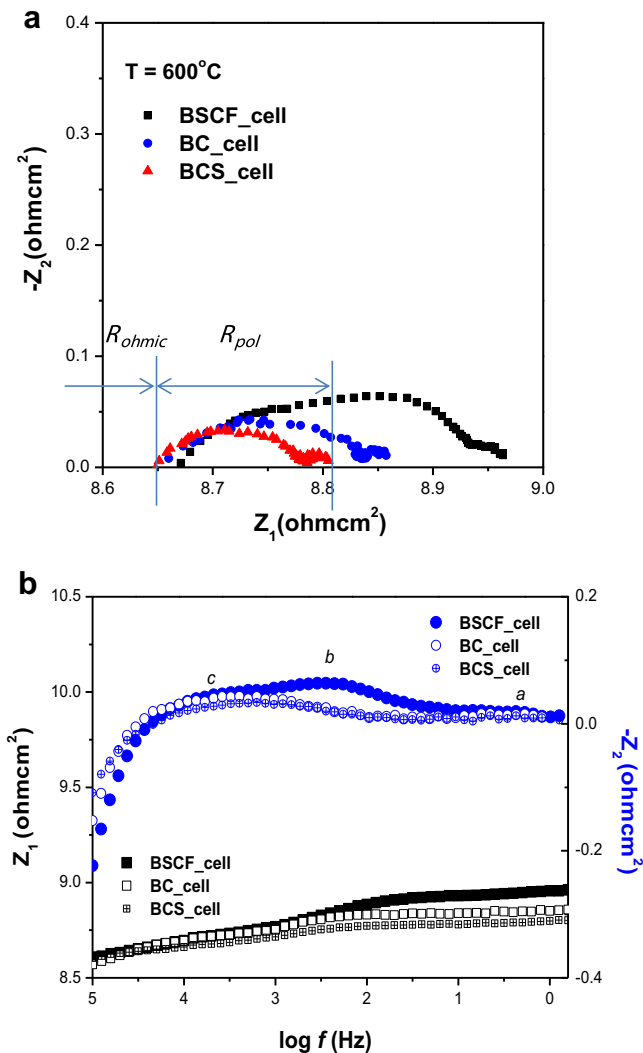 a
T = 600°C
BSCF_cell
BC_cell
BCS_cell
R_ohmic
R_pol
0.4
0.3
0.2
0.1
0.0
-Z₂(ohmcm²)
8.6 8.7 8.8 8.9 9.0
Z₁(ohmcm²)
b
10.5
10.0
9.5
9.0
8.5
Z₁ (ohmcm²)
0.2
0.0
-0.2
-0.4
-Z₂(ohmcm²)
BSCF_cell
BC_cell
BCS_cell
c
b
a
BSCF_cell
BC_cell
BCS_cell
5 4 3 2 1 0
log f (Hz)